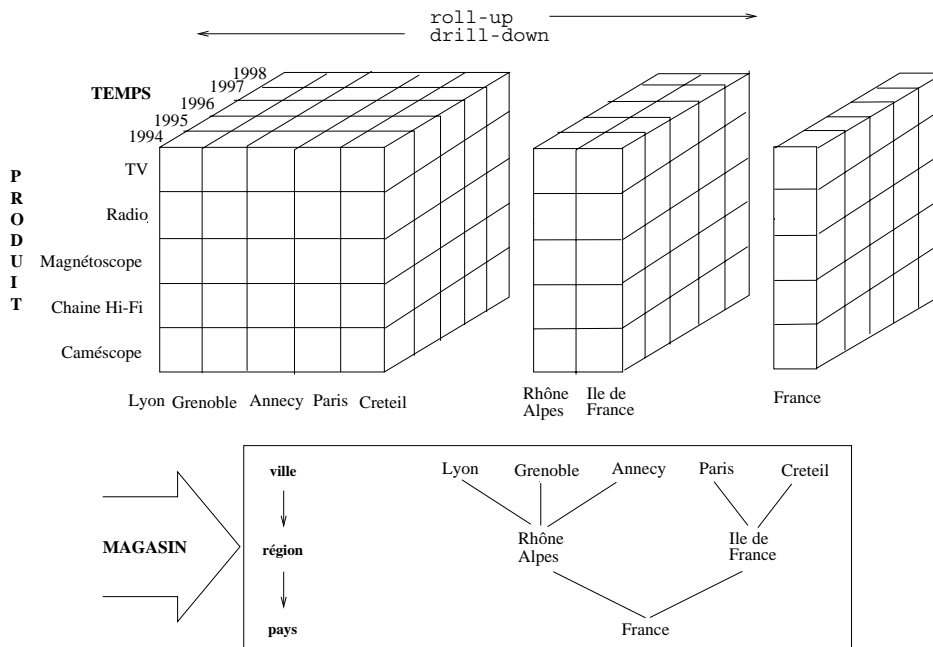 roll-up
drill-down
TEMPS
1998
1997
1996
1995
1994
PRODUIT
TV
Radio
Magnétoscope
Chaine Hi-Fi
Caméscope
Lyon Grenoble Annecy Paris Creteil
Rhône
Alpes
Ile de
France
France
MAGASIN
ville
région
pays
Lyon Grenoble Annecy Paris Creteil
Rhône
Alpes
Ile de
France
France